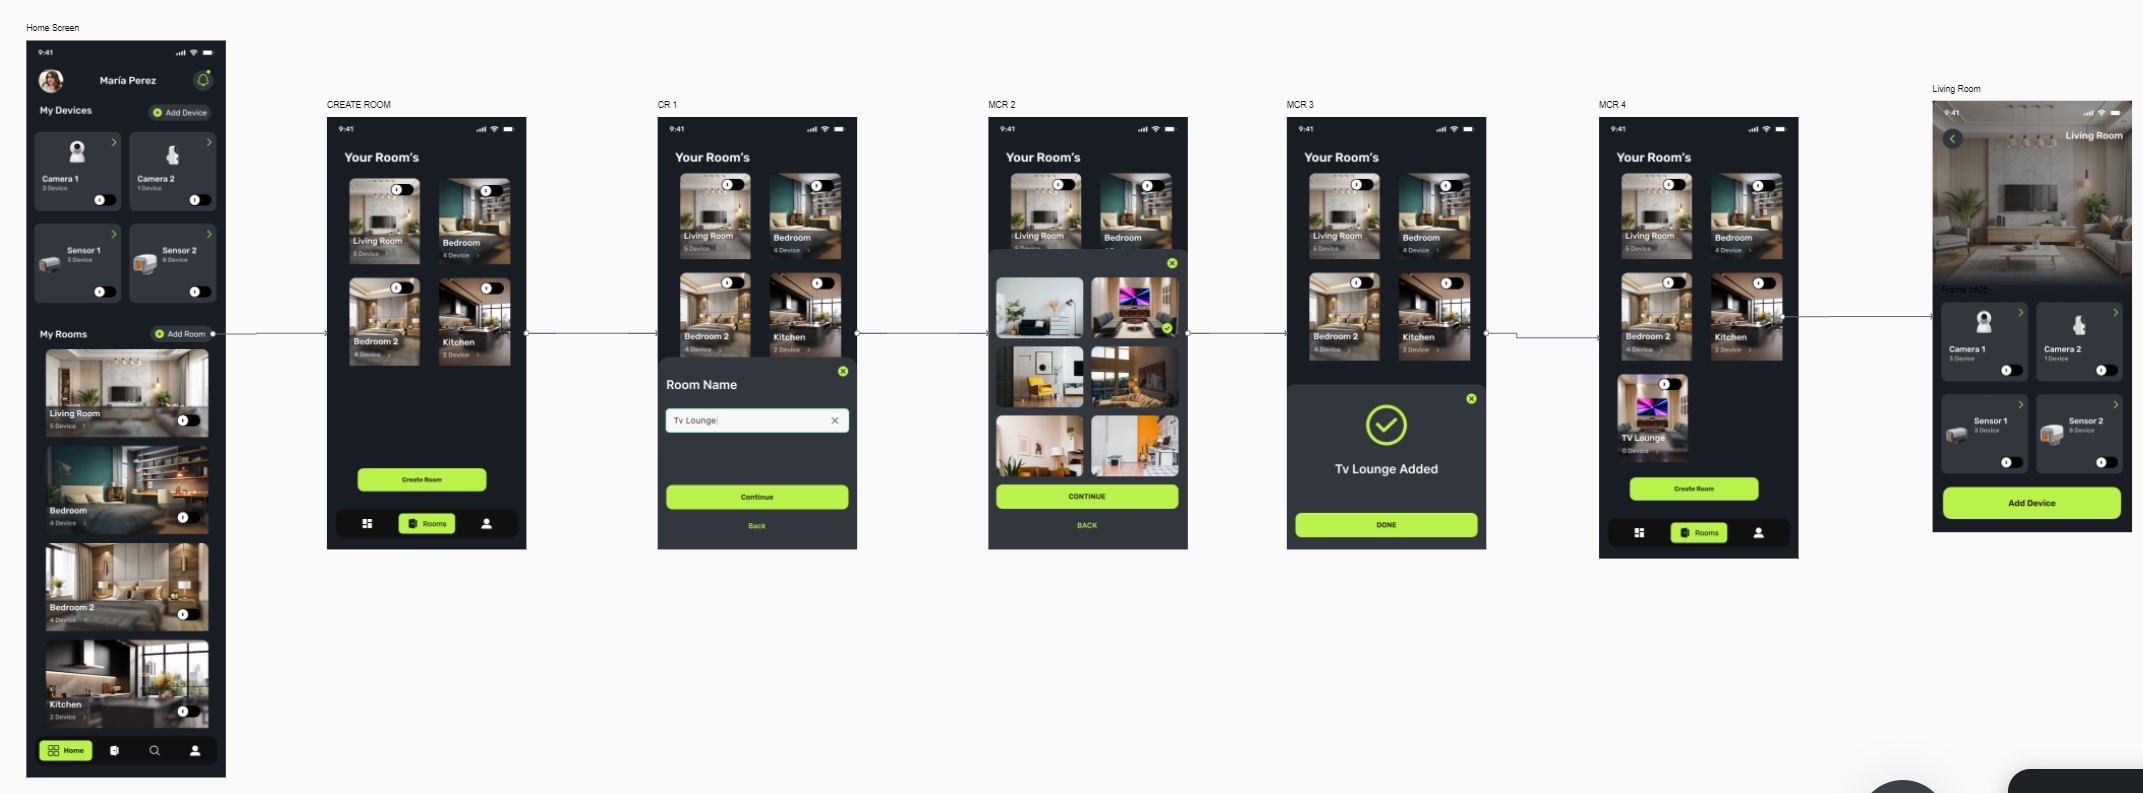 Home Screen
9:41
María Perez
My Devices
Add Device
Camera 1
3 Device
Camera 2
1 Device
Sensor 1
3 Device
Sensor 2
8 Device
My Rooms
Add Room
Living Room
5 Device
Bedroom
4 Device
Bedroom 2
4 Device
Kitchen
2 Device
Home
CREATE ROOM
9:41
Your Room's
Living Room
5 Device
Bedroom
4 Device
Bedroom 2
4 Device
Kitchen
2 Device
Create Room
Rooms
CR 1
9:41
Your Room's
Living Room
5 Device
Bedroom
4 Device
Bedroom 2
4 Device
Kitchen
2 Device
Room Name
Tv Lounge
Continue
Back
MCR 2
9:41
Your Room's
Living Room
Bedroom
CONTINUE
BACK
MCR 3
9:41
Your Room's
Living Room
5 Device
Bedroom
4 Device
Bedroom 2
4 Device
Kitchen
2 Device
Tv Lounge Added
DONE
MCR 4
9:41
Your Room's
Living Room
5 Device
Bedroom
4 Device
Bedroom 2
4 Device
Kitchen
2 Device
TV Lounge
0 Device
Create Room
Rooms
Living Room
9:41
Living Room
Frame 1605
Camera 1
3 Device
Camera 2
1 Device
Sensor 1
3 Device
Sensor 2
8 Device
Add Device